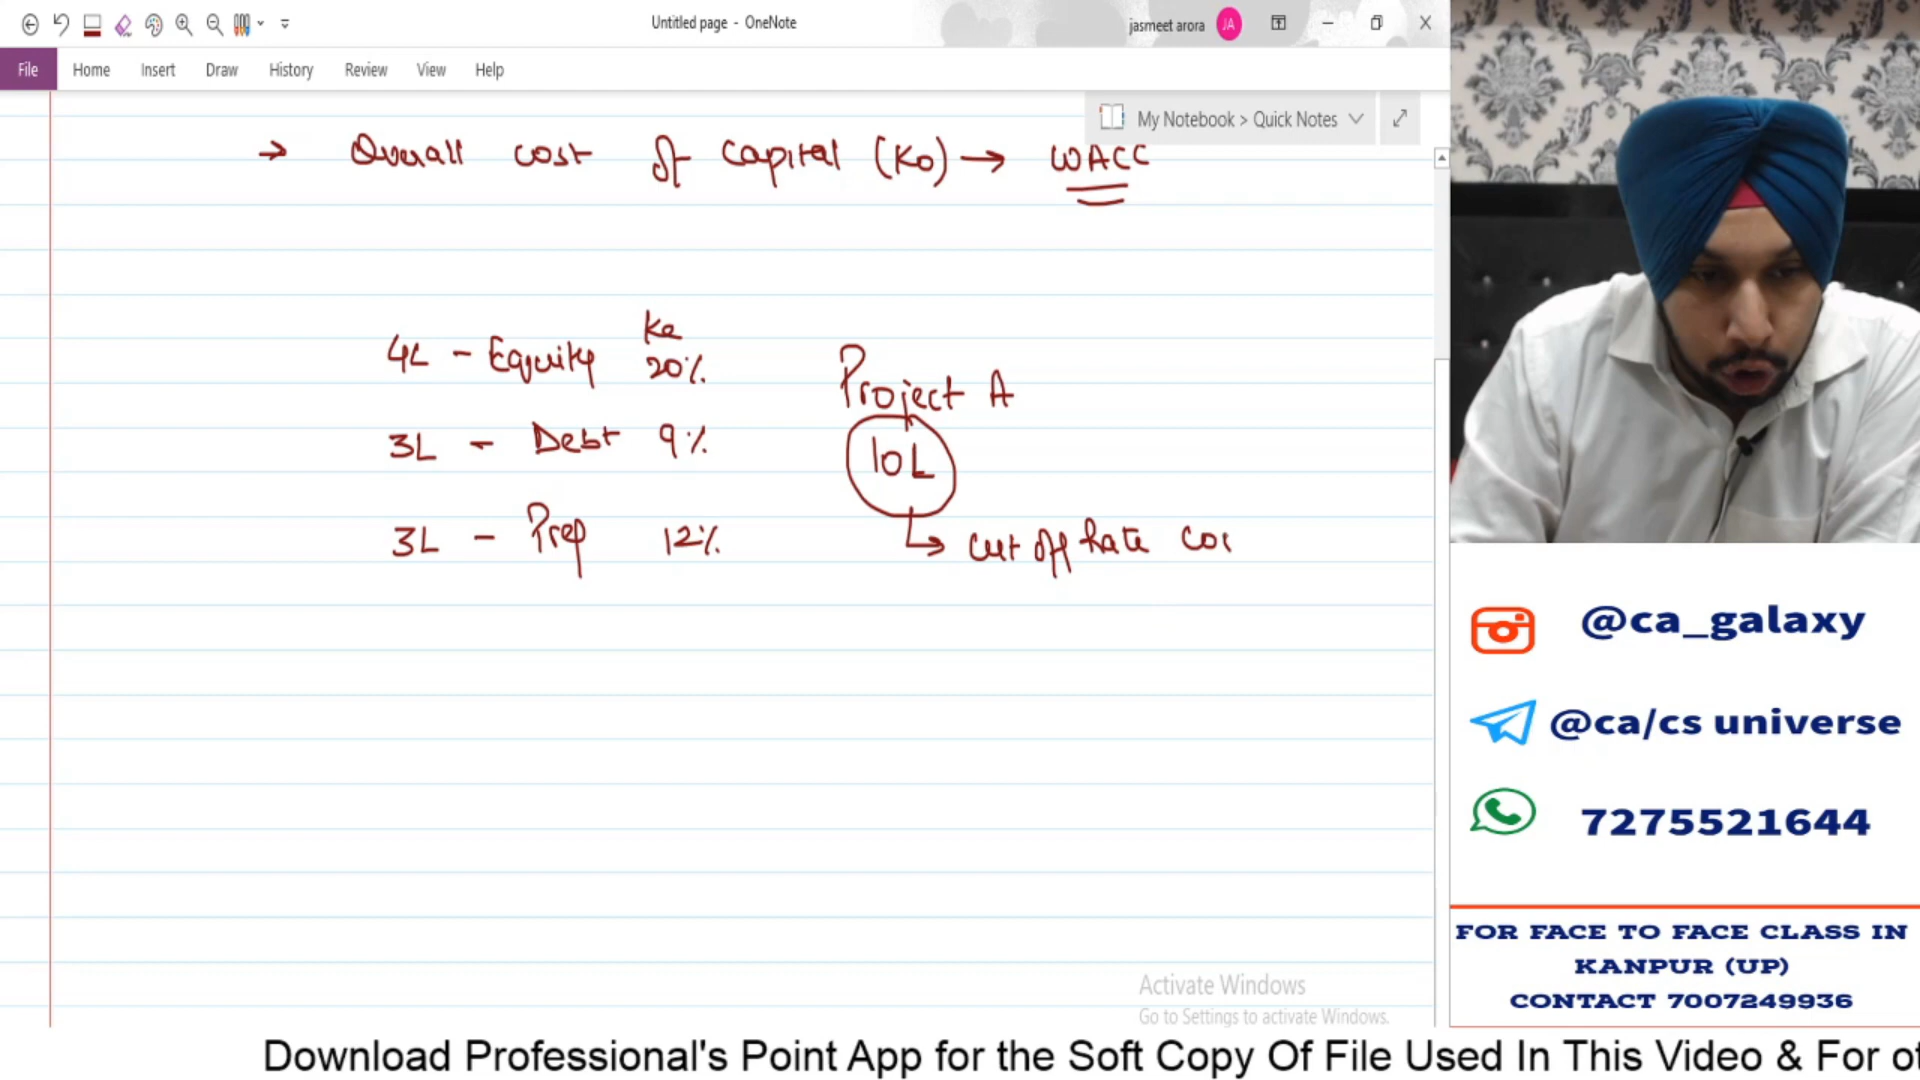 Untitled page - OneNote
jasmeet arora JA
File Home Insert Draw History Review View Help
My Notebook > Quick Notes
→ Overall cost of capital (Ko) → WACC
Ke
4L - Equity 20%
Project A
3L - Debt 9%
10L
3L - Pref 12%
cut off rate
Activate Windows
Go to Settings to activate Windows.
@ca_galaxy
@ca/cs universe
7275521644
FOR FACE TO FACE CLASS IN
KANPUR (UP)
CONTACT 7007249936
Download Professional's Point App for the Soft Copy Of File Used In This Video & For